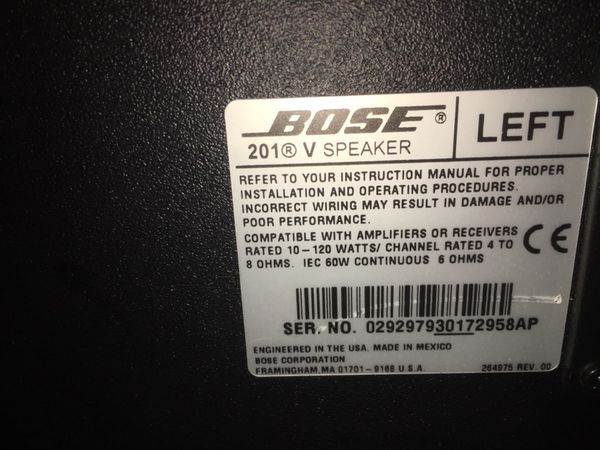 BOSE®
201® V SPEAKER
LEFT
REFER TO YOUR INSTRUCTION MANUAL FOR PROPER
INSTALLATION AND OPERATING PROCEDURES.
INCORRECT WIRING MAY RESULT IN DAMAGE AND/OR
POOR PERFORMANCE.
COMPATIBLE WITH AMPLIFIERS OR RECEIVERS
RATED 10-120 WATTS/ CHANNEL RATED 4 TO
8 OHMS. IEC 60W CONTINUOUS 6 OHMS
CE
SER. NO. 029297930172958AP
ENGINEERED IN THE USA, MADE IN MEXICO
BOSE CORPORATION
FRAMINGHAM, MA 01701-9168 U.S.A.
264975 REV. 00